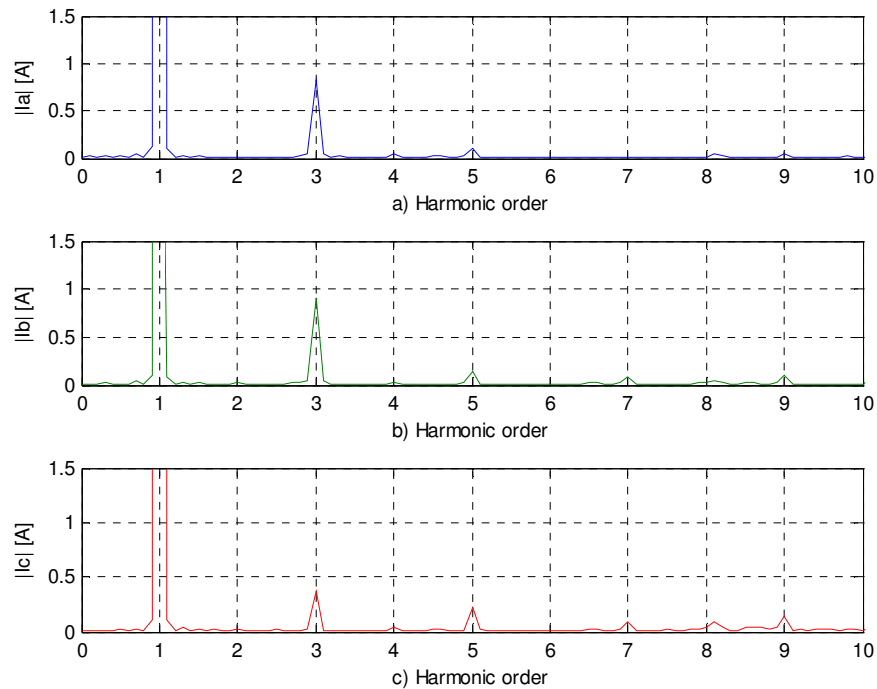 1.5
1
0.5
0
|Ia| [A]
0 1 2 3 4 5 6 7 8 9 10
a) Harmonic order
1.5
1
0.5
0
|Ib| [A]
0 1 2 3 4 5 6 7 8 9 10
b) Harmonic order
1.5
1
0.5
0
|Ic| [A]
0 1 2 3 4 5 6 7 8 9 10
c) Harmonic order